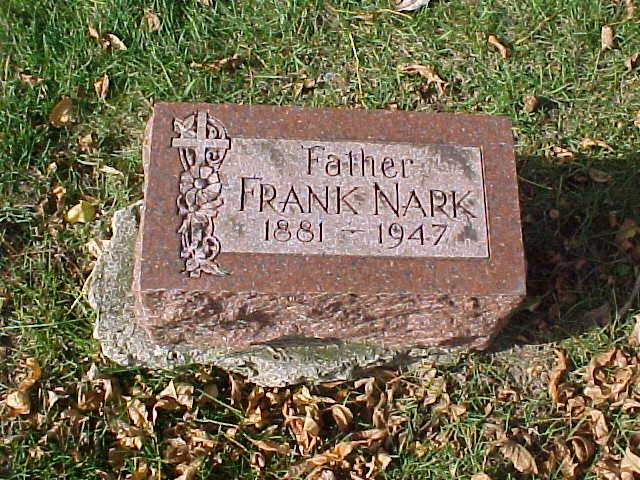 Father
FRANK NARK
1881 – 1947